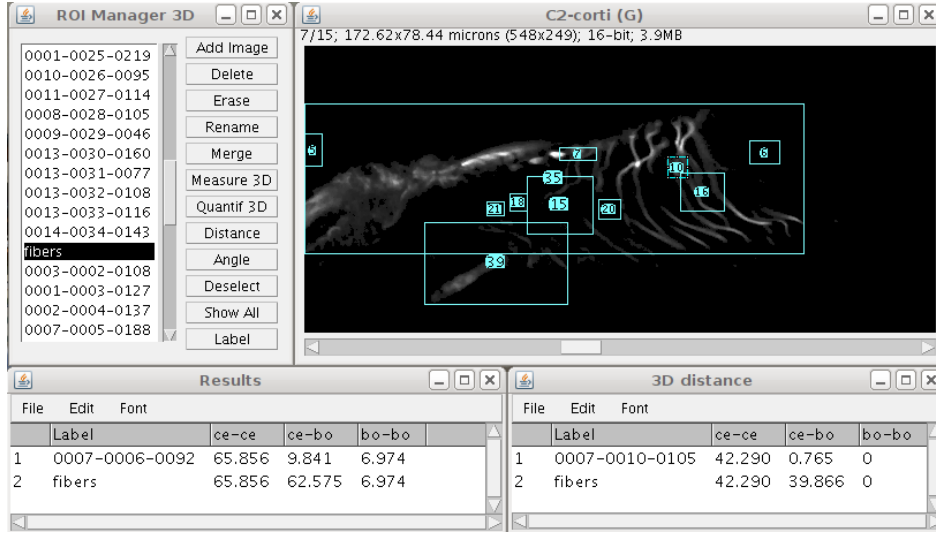 ROI Manager 3D
0001-0025-0219
0010-0026-0095
0011-0027-0114
0008-0028-0105
0009-0029-0046
0013-0030-0160
0013-0031-0077
0013-0032-0108
0013-0033-0116
0014-0034-0143
fibers
0003-0002-0108
0001-0003-0127
0002-0004-0137
0007-0005-0188
Add Image
Delete
Erase
Rename
Merge
Measure 3D
Quantif 3D
Distance
Angle
Deselect
Show All
Label
C2-corti (G)
7/15; 172.62x78.44 microns (548x249); 16-bit; 3.9MB
5
7
6
10
35
16
18
15
21
20
39
Results
File Edit Font
Label ce-ce ce-bo bo-bo
1 0007-0006-0092 65.856 9.841 6.974
2 fibers 65.856 62.575 6.974
3D distance
File Edit Font
Label ce-ce ce-bo bo-bo
1 0007-0010-0105 42.290 0.765 0
2 fibers 42.290 39.866 0